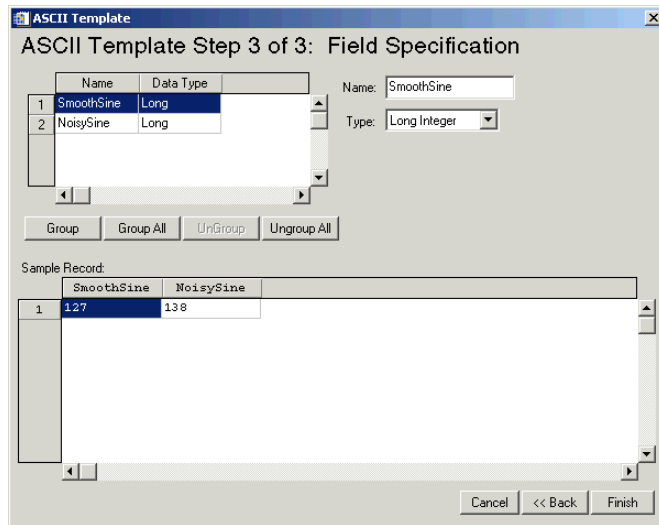 ASCII Template
ASCII Template Step 3 of 3: Field Specification
Name Data Type
1 SmoothSine Long
2 NoisySine Long
Name: SmoothSine
Type: Long Integer
Group Group All UnGroup Ungroup All
Sample Record:
SmoothSine NoisySine
1 127 138
Cancel << Back Finish